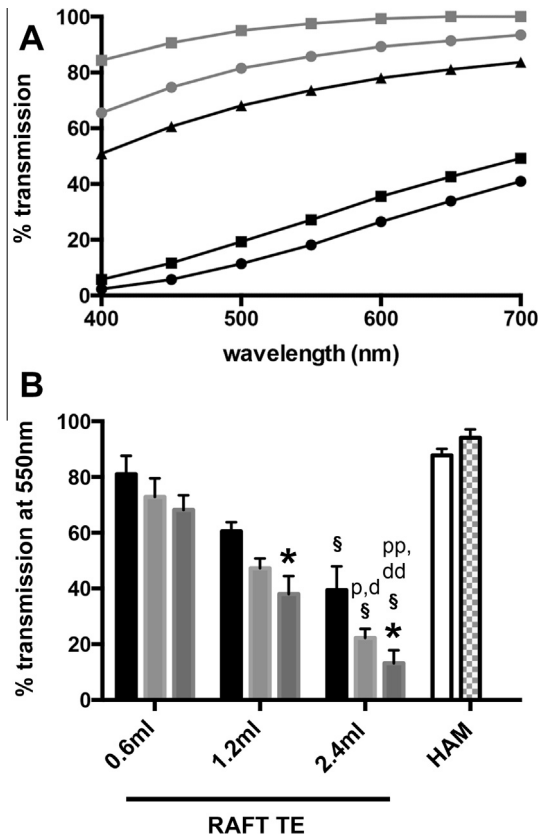 A
% transmission
100
80
60
40
20
0
400 500 600 700
wavelength (nm)
B
% transmission at 550nm
100
80
60
40
20
0
*
§
p,d
§
pp,
dd
§
*
0.6ml 1.2ml 2.4ml HAM
RAFT TE